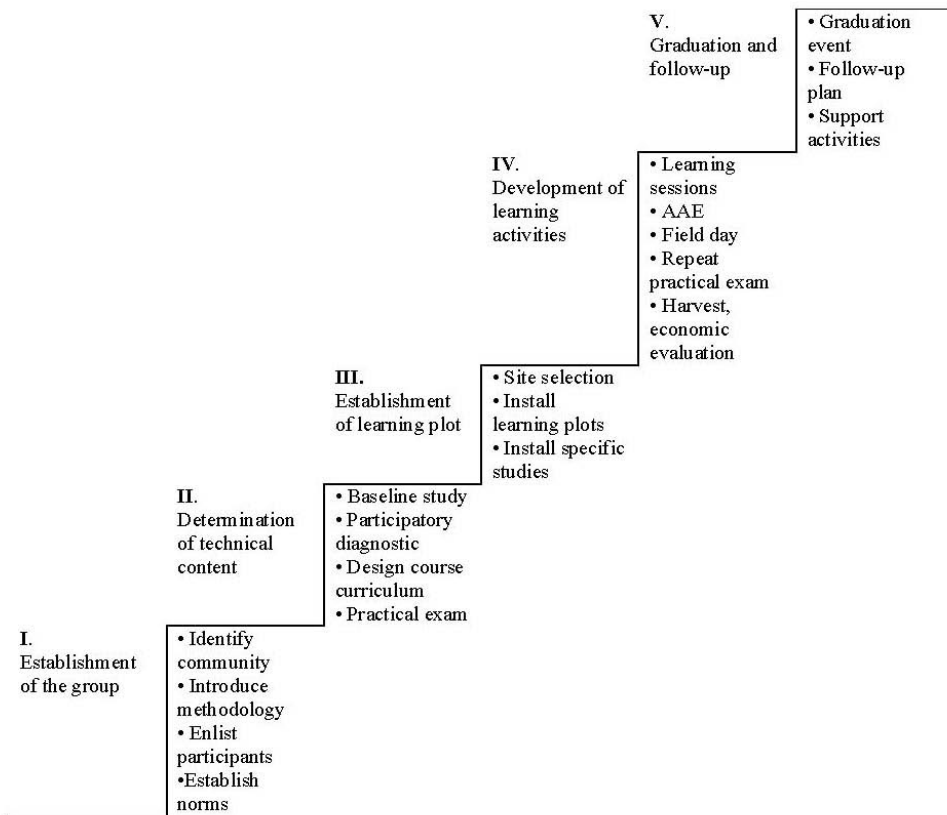 V.
Graduation and
follow-up
• Graduation
event
• Follow-up
plan
• Support
activities
IV.
Development of
learning
activities
• Learning
sessions
• AAE
• Field day
• Repeat
practical exam
• Harvest,
economic
evaluation
III.
Establishment
of learning plot
• Site selection
• Install
learning plots
• Install specific
studies
II.
Determination
of technical
content
• Baseline study
• Participatory
diagnostic
• Design course
curriculum
• Practical exam
I.
Establishment
of the group
• Identify
community
• Introduce
methodology
• Enlist
participants
•Establish
norms